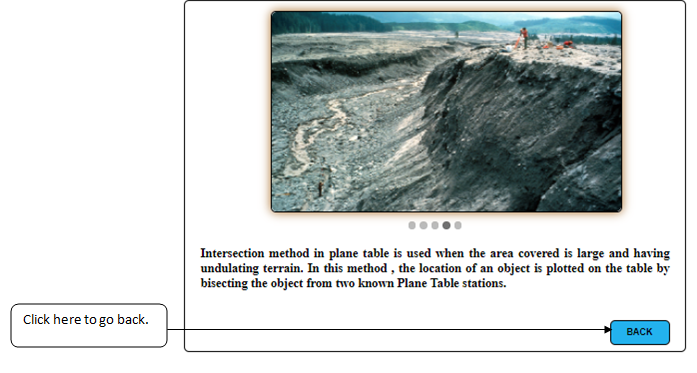 Intersection method in plane table is used when the area covered is large and having
undulating terrain. In this method , the location of an object is plotted on the table by
bisecting the object from two known Plane Table stations.
Click here to go back.
BACK